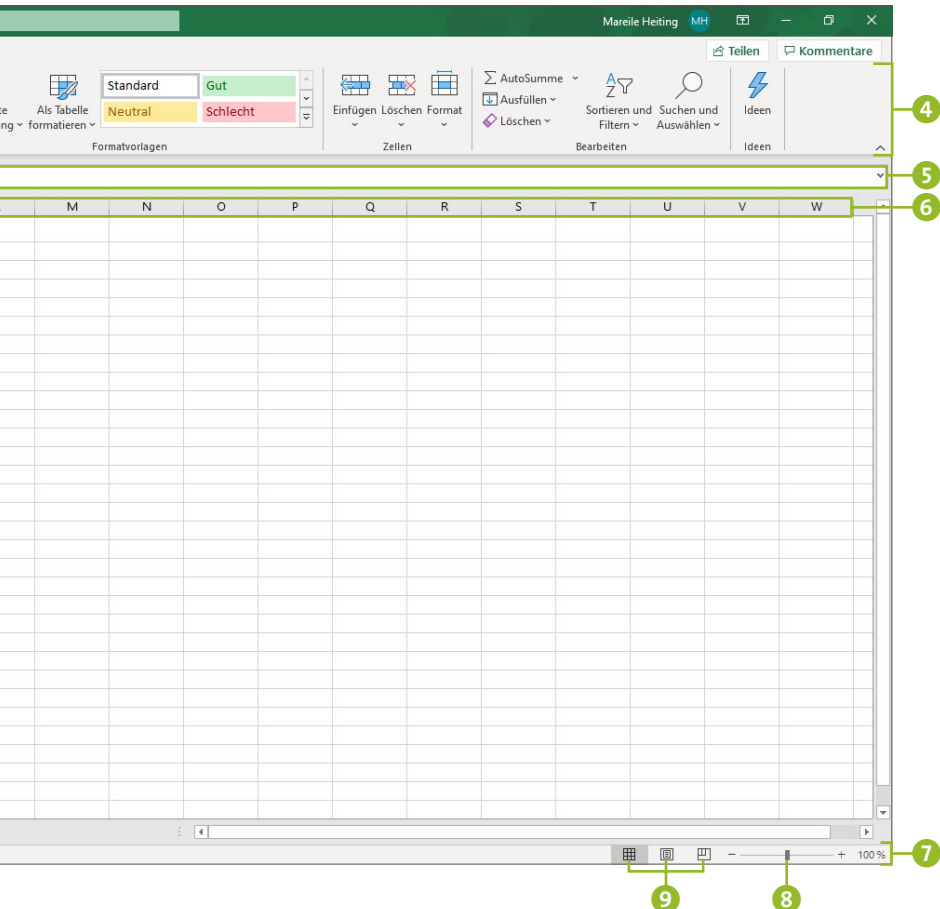 Mareile Heiting MH
Teilen Kommentare
Standard Gut
Neutral Schlecht
Als Tabelle
formatieren
Formatvorlagen
Einfügen Löschen Format
Zellen
AutoSumme
Ausfüllen
Löschen
Sortieren und
Filtern
Suchen und
Auswählen
Bearbeiten
Ideen
Ideen
4
5
M N O P Q R S T U V W
6
100 %
7
9 8